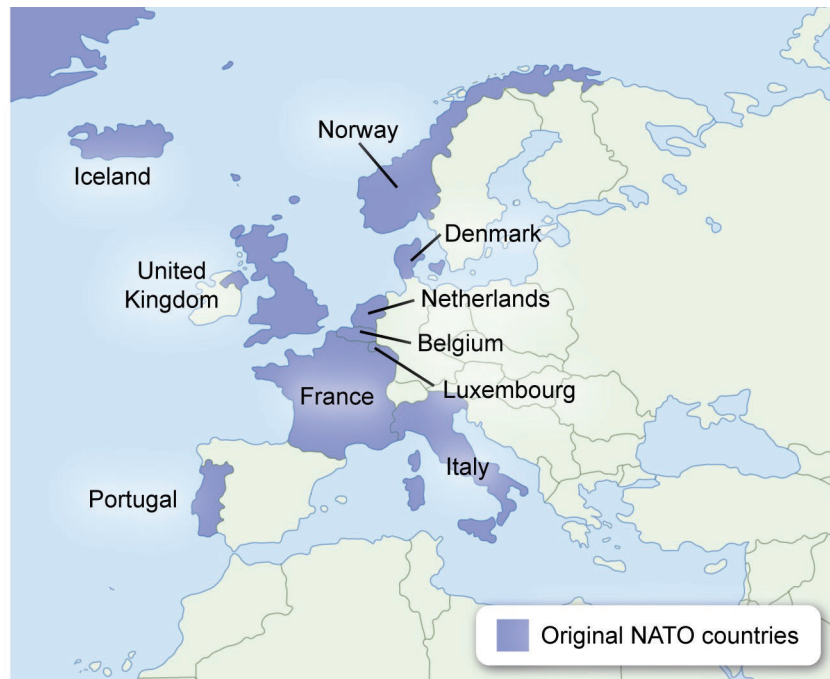 Norway
Iceland
Denmark
United
Kingdom
Netherlands
Belgium
Luxembourg
France
Italy
Portugal
Original NATO countries